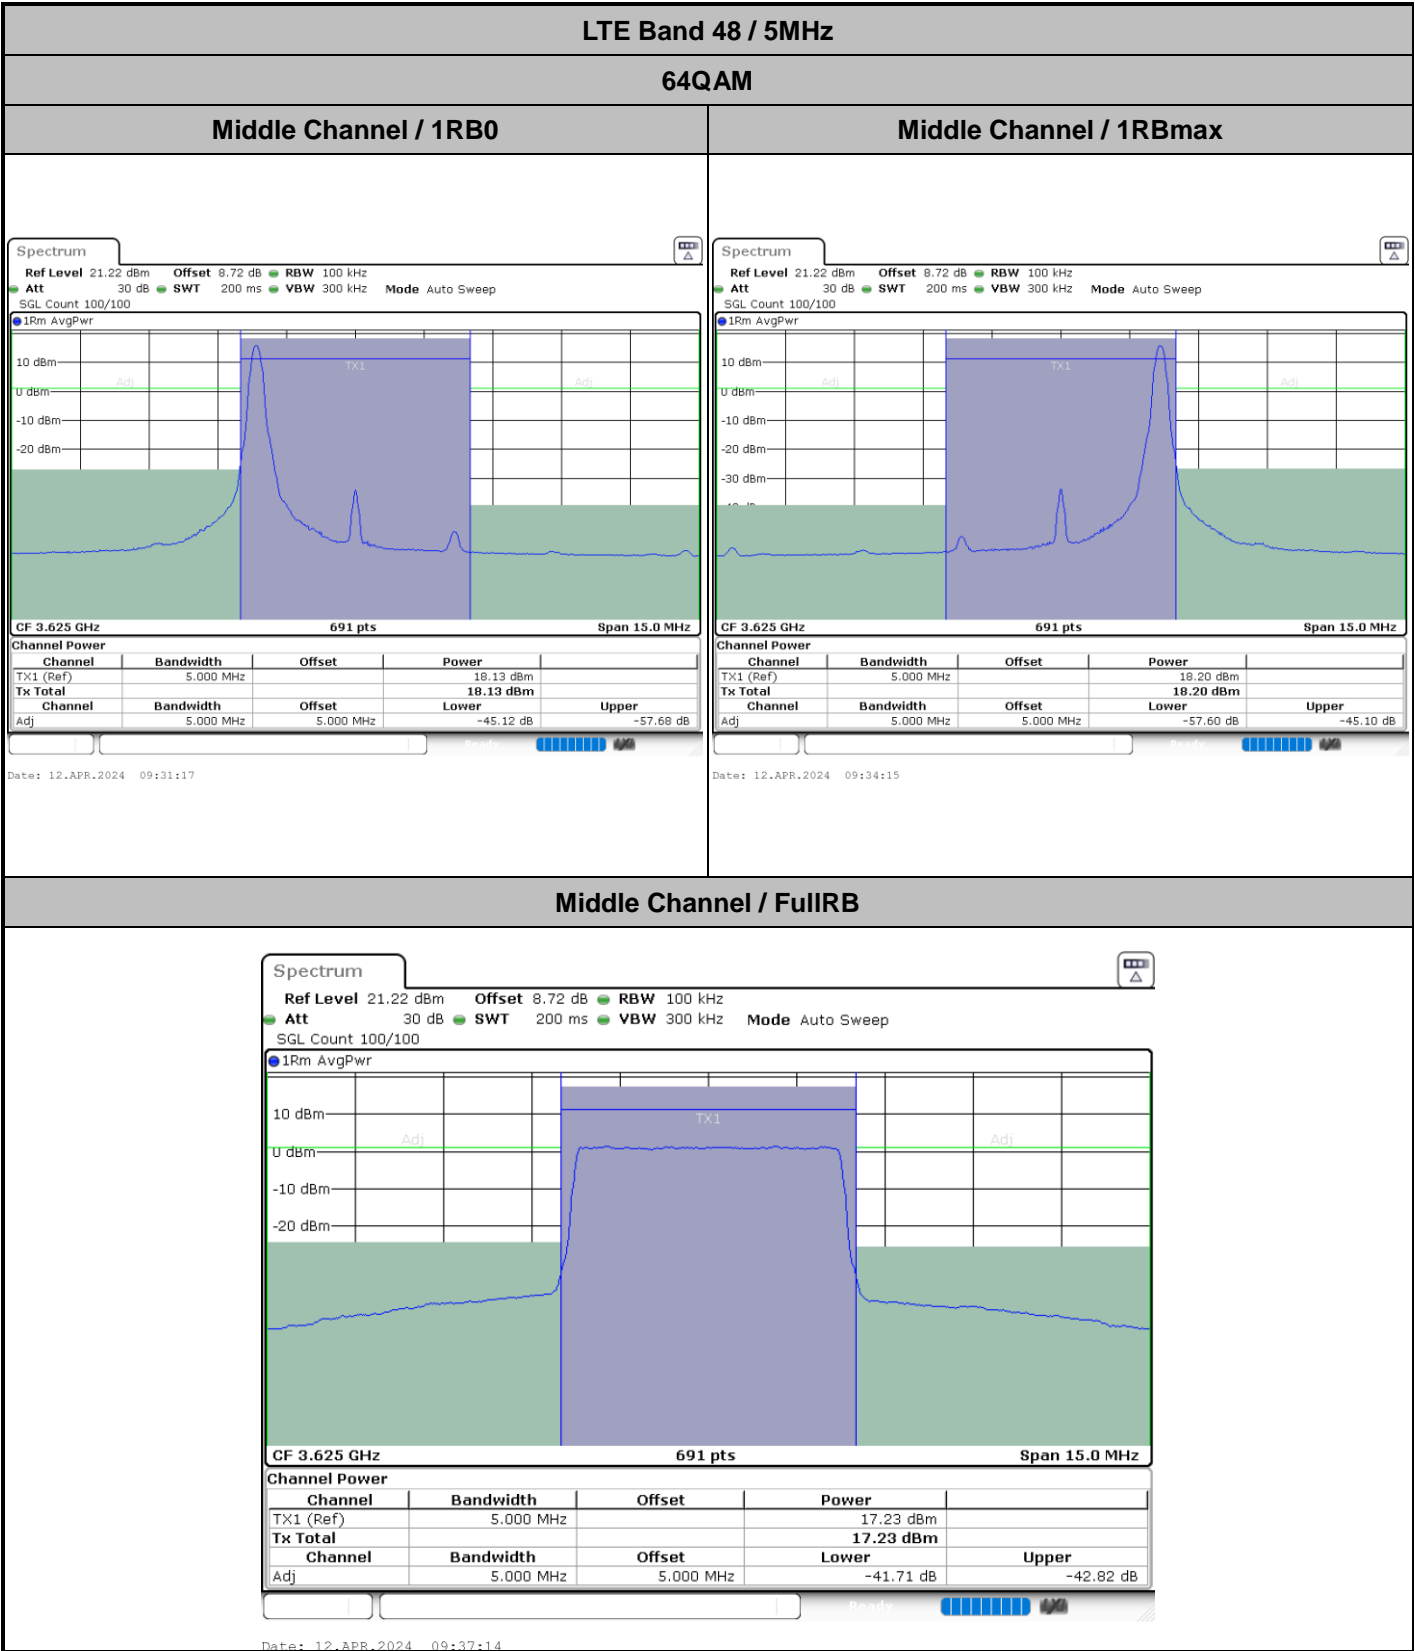 LTE Band 48 / 5MHz
64QAM
Middle Channel / 1RB0
Middle Channel / 1RBmax
Spectrum
Ref Level 21.22 dBm Offset 8.72 dB RBW 100 kHz
Att 30 dB SWT 200 ms VBW 300 kHz Mode Auto Sweep
SGL Count 100/100
1Rm AvgPwr
10 dBm
TX1
Adj
Adj
0 dBm
-10 dBm
-20 dBm
CF 3.625 GHz 691 pts Span 15.0 MHz
Channel Power
Channel Bandwidth Offset Power
TX1 (Ref) 5.000 MHz 18.13 dBm
Tx Total 18.13 dBm
Channel Bandwidth Offset Lower Upper
Adj 5.000 MHz 5.000 MHz -45.12 dB -57.68 dB
Ready
Date: 12.APR.2024 09:31:17
Spectrum
Ref Level 21.22 dBm Offset 8.72 dB RBW 100 kHz
Att 30 dB SWT 200 ms VBW 300 kHz Mode Auto Sweep
SGL Count 100/100
1Rm AvgPwr
10 dBm
TX1
Adj
Adj
0 dBm
-10 dBm
-20 dBm
-30 dBm
CF 3.625 GHz 691 pts Span 15.0 MHz
Channel Power
Channel Bandwidth Offset Power
TX1 (Ref) 5.000 MHz 18.20 dBm
Tx Total 18.20 dBm
Channel Bandwidth Offset Lower Upper
Adj 5.000 MHz 5.000 MHz -57.60 dB -45.10 dB
Ready
Date: 12.APR.2024 09:34:15
Middle Channel / FullRB
Spectrum
Ref Level 21.22 dBm Offset 8.72 dB RBW 100 kHz
Att 30 dB SWT 200 ms VBW 300 kHz Mode Auto Sweep
SGL Count 100/100
1Rm AvgPwr
10 dBm
TX1
Adj
Adj
0 dBm
-10 dBm
-20 dBm
CF 3.625 GHz 691 pts Span 15.0 MHz
Channel Power
Channel Bandwidth Offset Power
TX1 (Ref) 5.000 MHz 17.23 dBm
Tx Total 17.23 dBm
Channel Bandwidth Offset Lower Upper
Adj 5.000 MHz 5.000 MHz -41.71 dB -42.82 dB
Ready
Date: 12.APR.2024 09:37:14